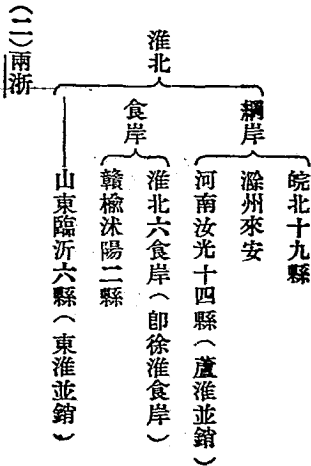 淮北
綱岸
皖北十九縣
滁州來安
河南汝光十四縣（蘆淮並銷）
食岸
淮北六食岸（卽徐淮食岸）
贛榆沭陽二縣
山東臨沂六縣（東淮並銷）
（二）兩浙